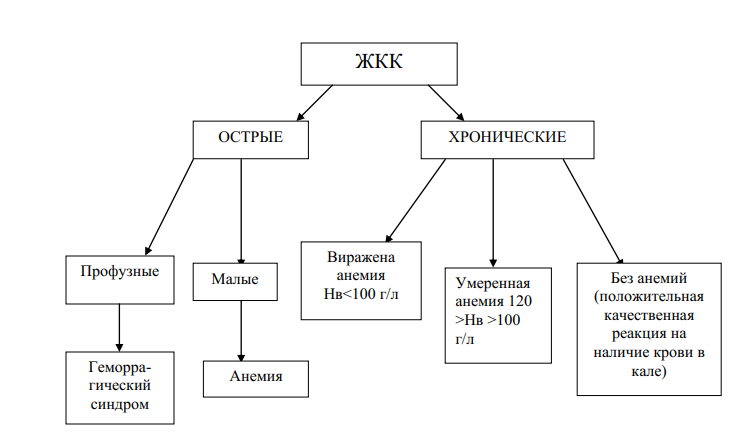 ЖКК
ОСТРЫЕ
ХРОНИЧЕСКИЕ
Профузные
Малые
Виражена
анемия
Нв<100 г/л
Умеренная
анемия 120
>Нв >100
г/л
Без анемий
(положительная
качественная
реакция на
наличие крови в
кале)
Геморра-
гический
синдром
Анемия